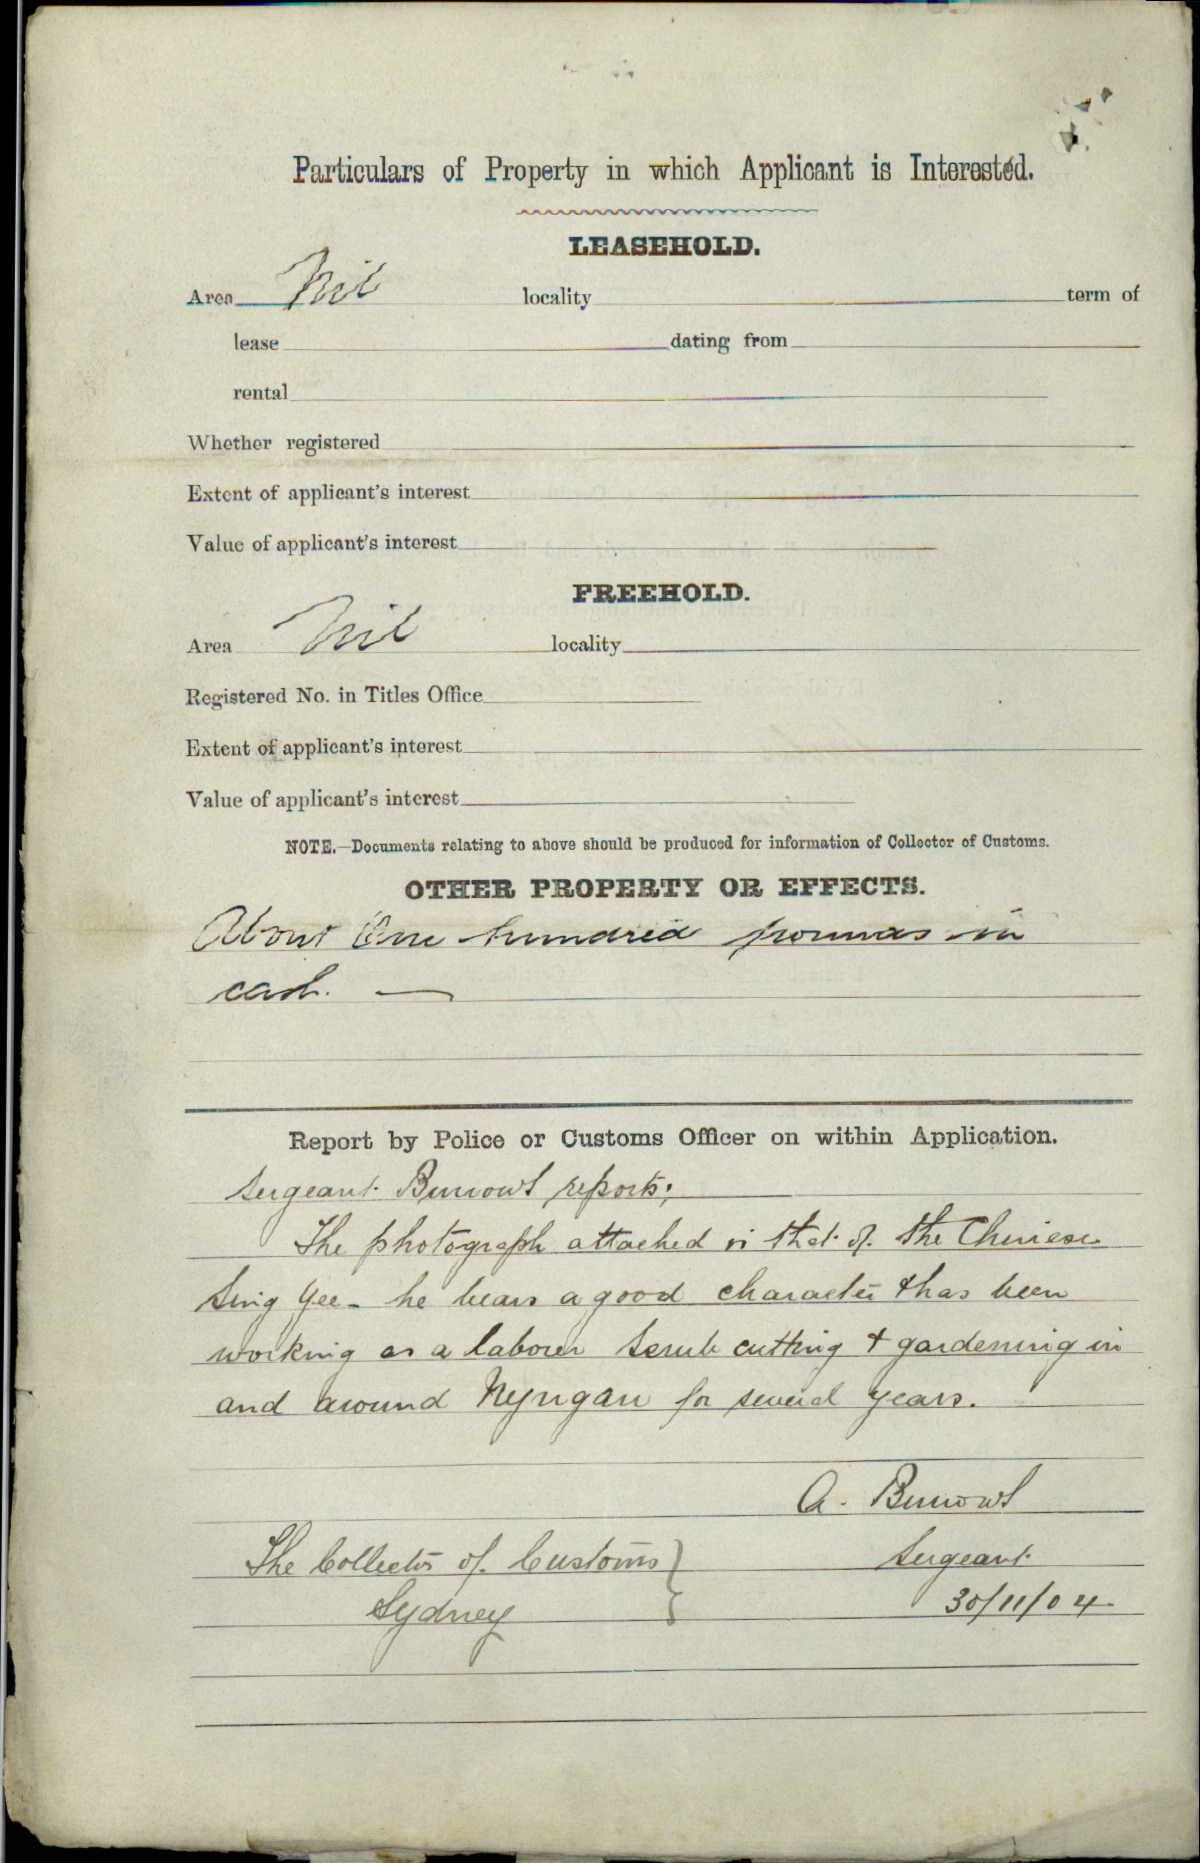 Particulars of Property in which Applicant is Interested.
LEASEHOLD.
Area Nil locality term of
lease dating from
rental
Whether registered
Extent of applicant's interest
Value of applicant's interest
FREEHOLD.
Area Nil locality
Registered No. in Titles Office
Extent of applicant's interest
Value of applicant's interest
NOTE.—Documents relating to above should be produced for information of Collector of Customs.
OTHER PROPERTY OR EFFECTS.
About One hundred pounds in
cash. —
Report by Police or Customs Officer on within Application.
Sergeant Burrows reports:
The photograph attached is that of the Chinese
Sing Yee - he bears a good character & has been
working as a laborer scrub cutting & gardening in
and around Nyngan for several years.
A. Burrows
The Collector of Customs } Sergeant
Sydney 30/11/04